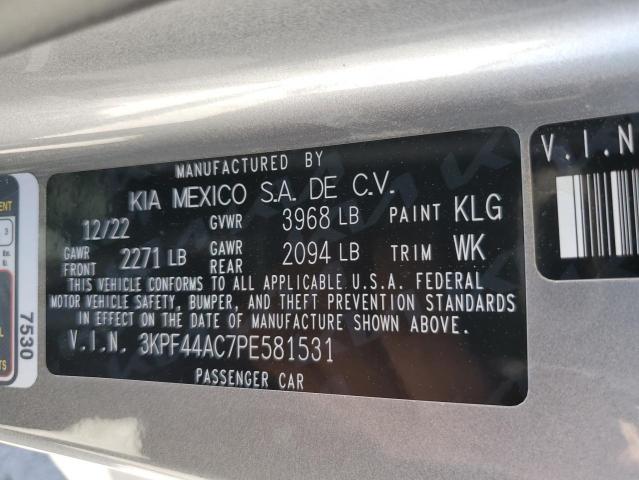 MANUFACTURED BY
KIA MEXICO S.A. DE C.V.
12/22 GVWR 3968 LB PAINT KLG
GAWR FRONT 2271 LB GAWR REAR 2094 LB TRIM WK
THIS VEHICLE CONFORMS TO ALL APPLICABLE U.S.A. FEDERAL
MOTOR VEHICLE SAFETY, BUMPER, AND THEFT PREVENTION STANDARDS
IN EFFECT ON THE DATE OF MANUFACTURE SHOWN ABOVE.
V.I.N. 3KPF44AC7PE581531
PASSENGER CAR
V.I.N
7530
3